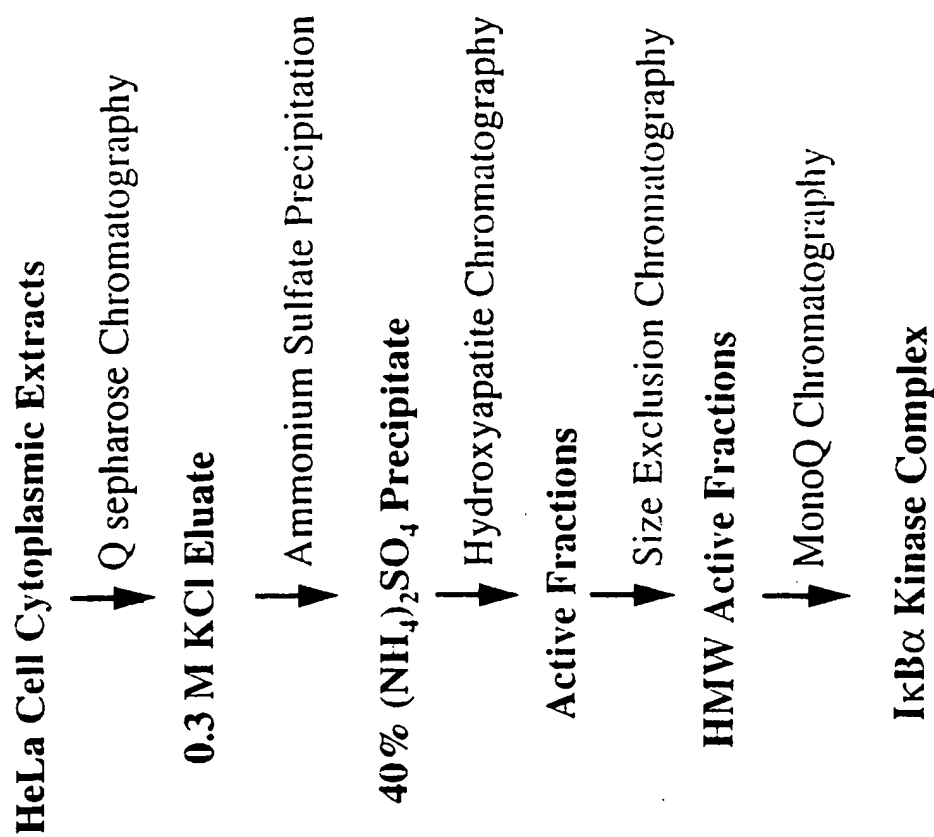 HeLa Cell Cytoplasmic Extracts
Q sepharose Chromatography
0.3 M KCl Eluate
Ammonium Sulfate Precipitation
40% (NH₄)₂SO₄ Precipitate
Hydroxyapatite Chromatography
Active Fractions
Size Exclusion Chromatography
HMW Active Fractions
MonoQ Chromatography
IκBα Kinase Complex